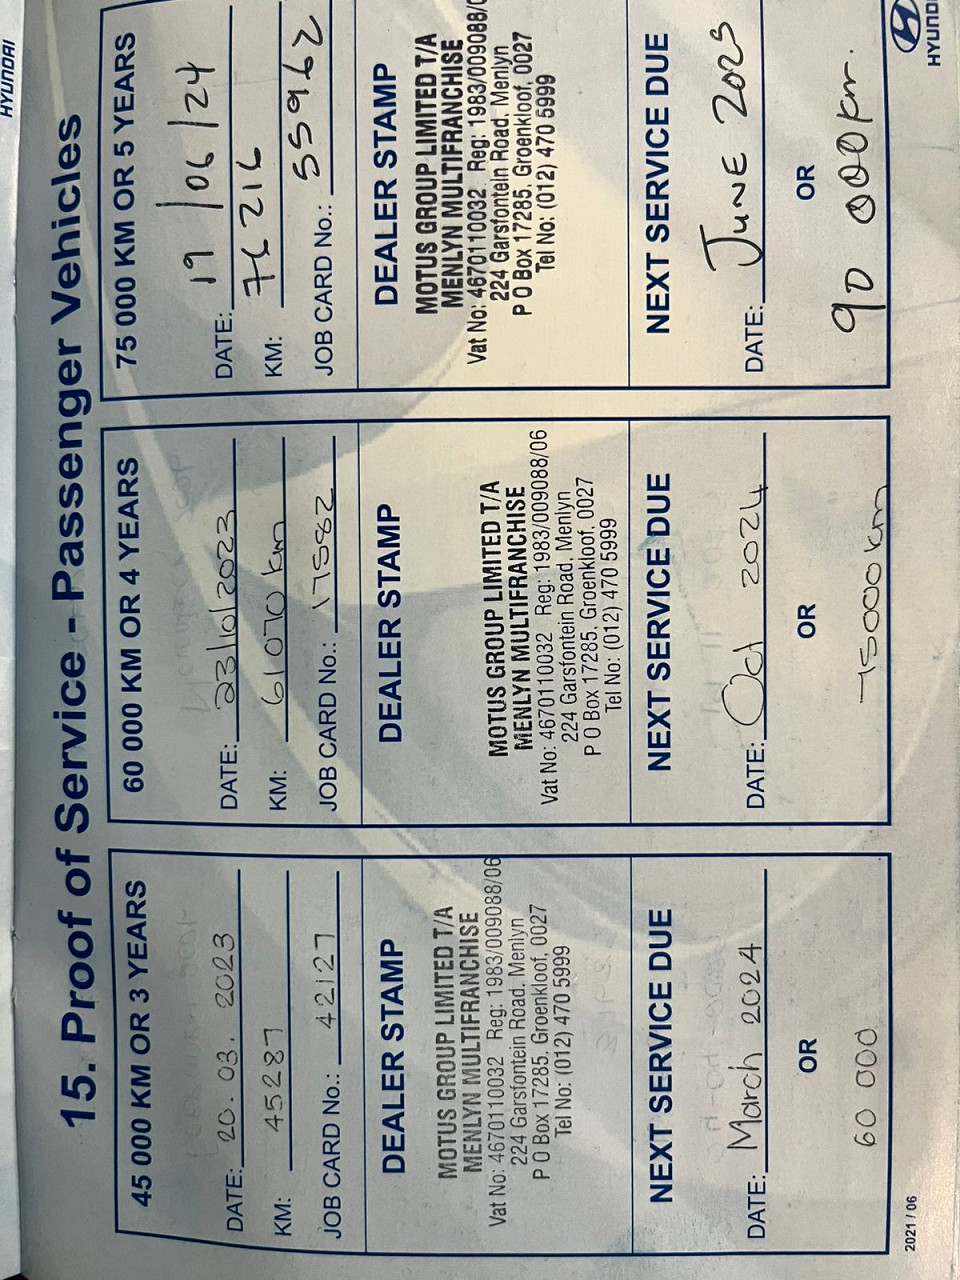 HYUNDAI
15. Proof of Service - Passenger Vehicles
45 000 KM OR 3 YEARS
DATE: 20. 03. 2023
KM: 45287
JOB CARD No.: 42127
DEALER STAMP
MOTUS GROUP LIMITED T/A
MENLYN MULTIFRANCHISE
Vat No: 4670110032 Reg: 1983/009088/06
224 Garsfontein Road, Menlyn
P O Box 17285, Groenkloof, 0027
Tel No: (012) 470 5999
NEXT SERVICE DUE
DATE: March 2024
OR
60 000
60 000 KM OR 4 YEARS
DATE: 23/10/2023
KM: 61070 km
JOB CARD No.: 17582
DEALER STAMP
MOTUS GROUP LIMITED T/A
MENLYN MULTIFRANCHISE
Vat No: 4670110032 Reg: 1983/009088/06
224 Garsfontein Road, Menlyn
P O Box 17285, Groenkloof, 0027
Tel No: (012) 470 5999
NEXT SERVICE DUE
DATE: Oct 2024
OR
75000km
75 000 KM OR 5 YEARS
DATE: 19/06/24
KM: 76216
JOB CARD No.: 55962
DEALER STAMP
MOTUS GROUP LIMITED T/A
MENLYN MULTIFRANCHISE
Vat No: 4670110032 Reg: 1983/009088/0
224 Garsfontein Road, Menlyn
P O Box 17285, Groenkloof, 0027
Tel No: (012) 470 5999
NEXT SERVICE DUE
DATE: JUNE
OR
90 000km.
2021 / 06
HYUNDAI